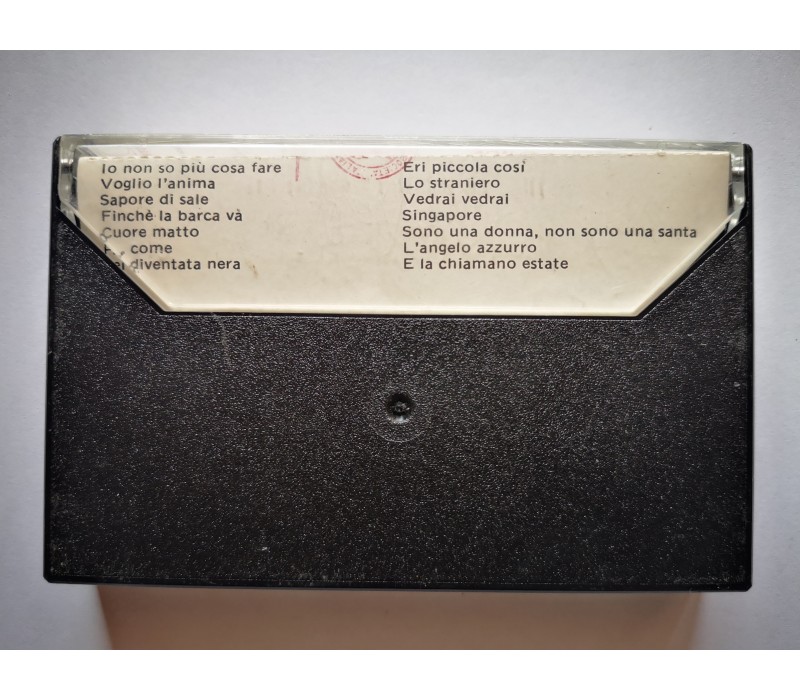 Io non so più cosa fare
Voglio l'anima
Sapore di sale
Finchè la barca và
Cuore matto
come
diventata nera
Eri piccola così
Lo straniero
Vedrai vedrai
Singapore
Sono una donna, non sono una santa
L'angelo azzurro
E la chiamano estate